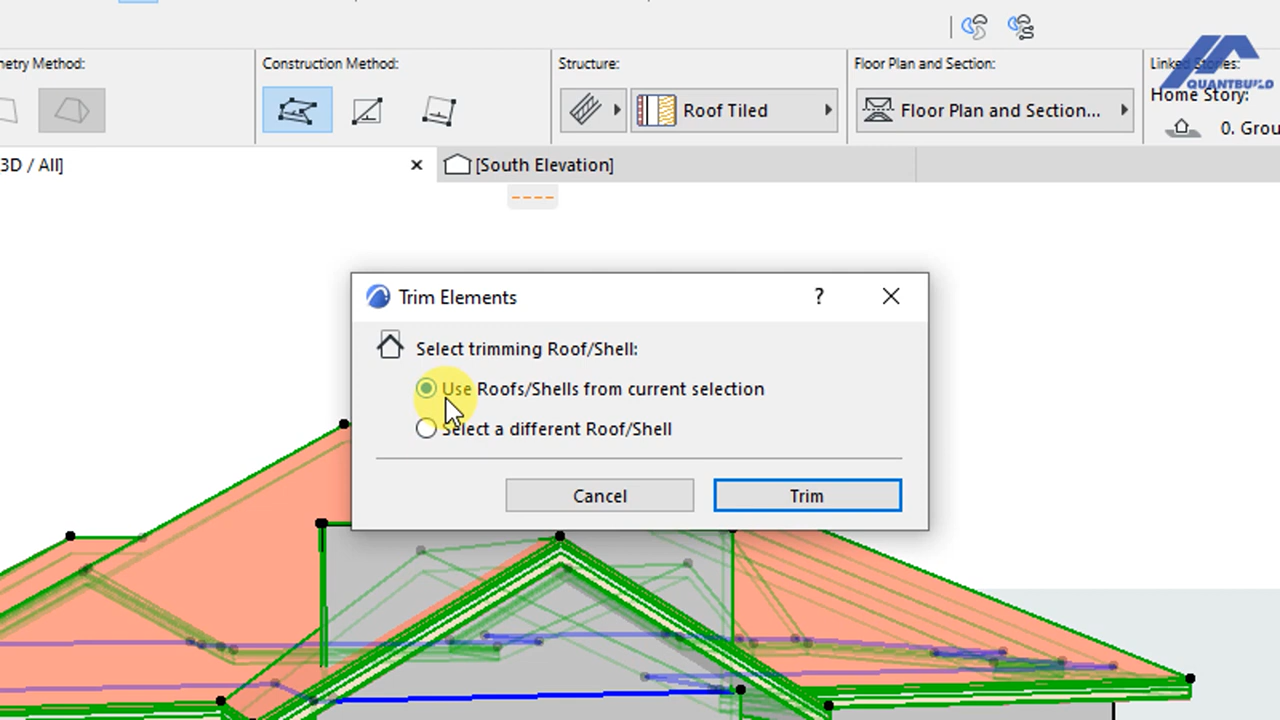 QUANTBUILD
netry Method:
Construction Method:
Structure:
Floor Plan and Section:
Linked Stories:
Roof Tiled
Floor Plan and Section...
Home Story:
0. Grou
3D / All]
[South Elevation]
Trim Elements
?
Select trimming Roof/Shell:
Use Roofs/Shells from current selection
Select a different Roof/Shell
Cancel
Trim